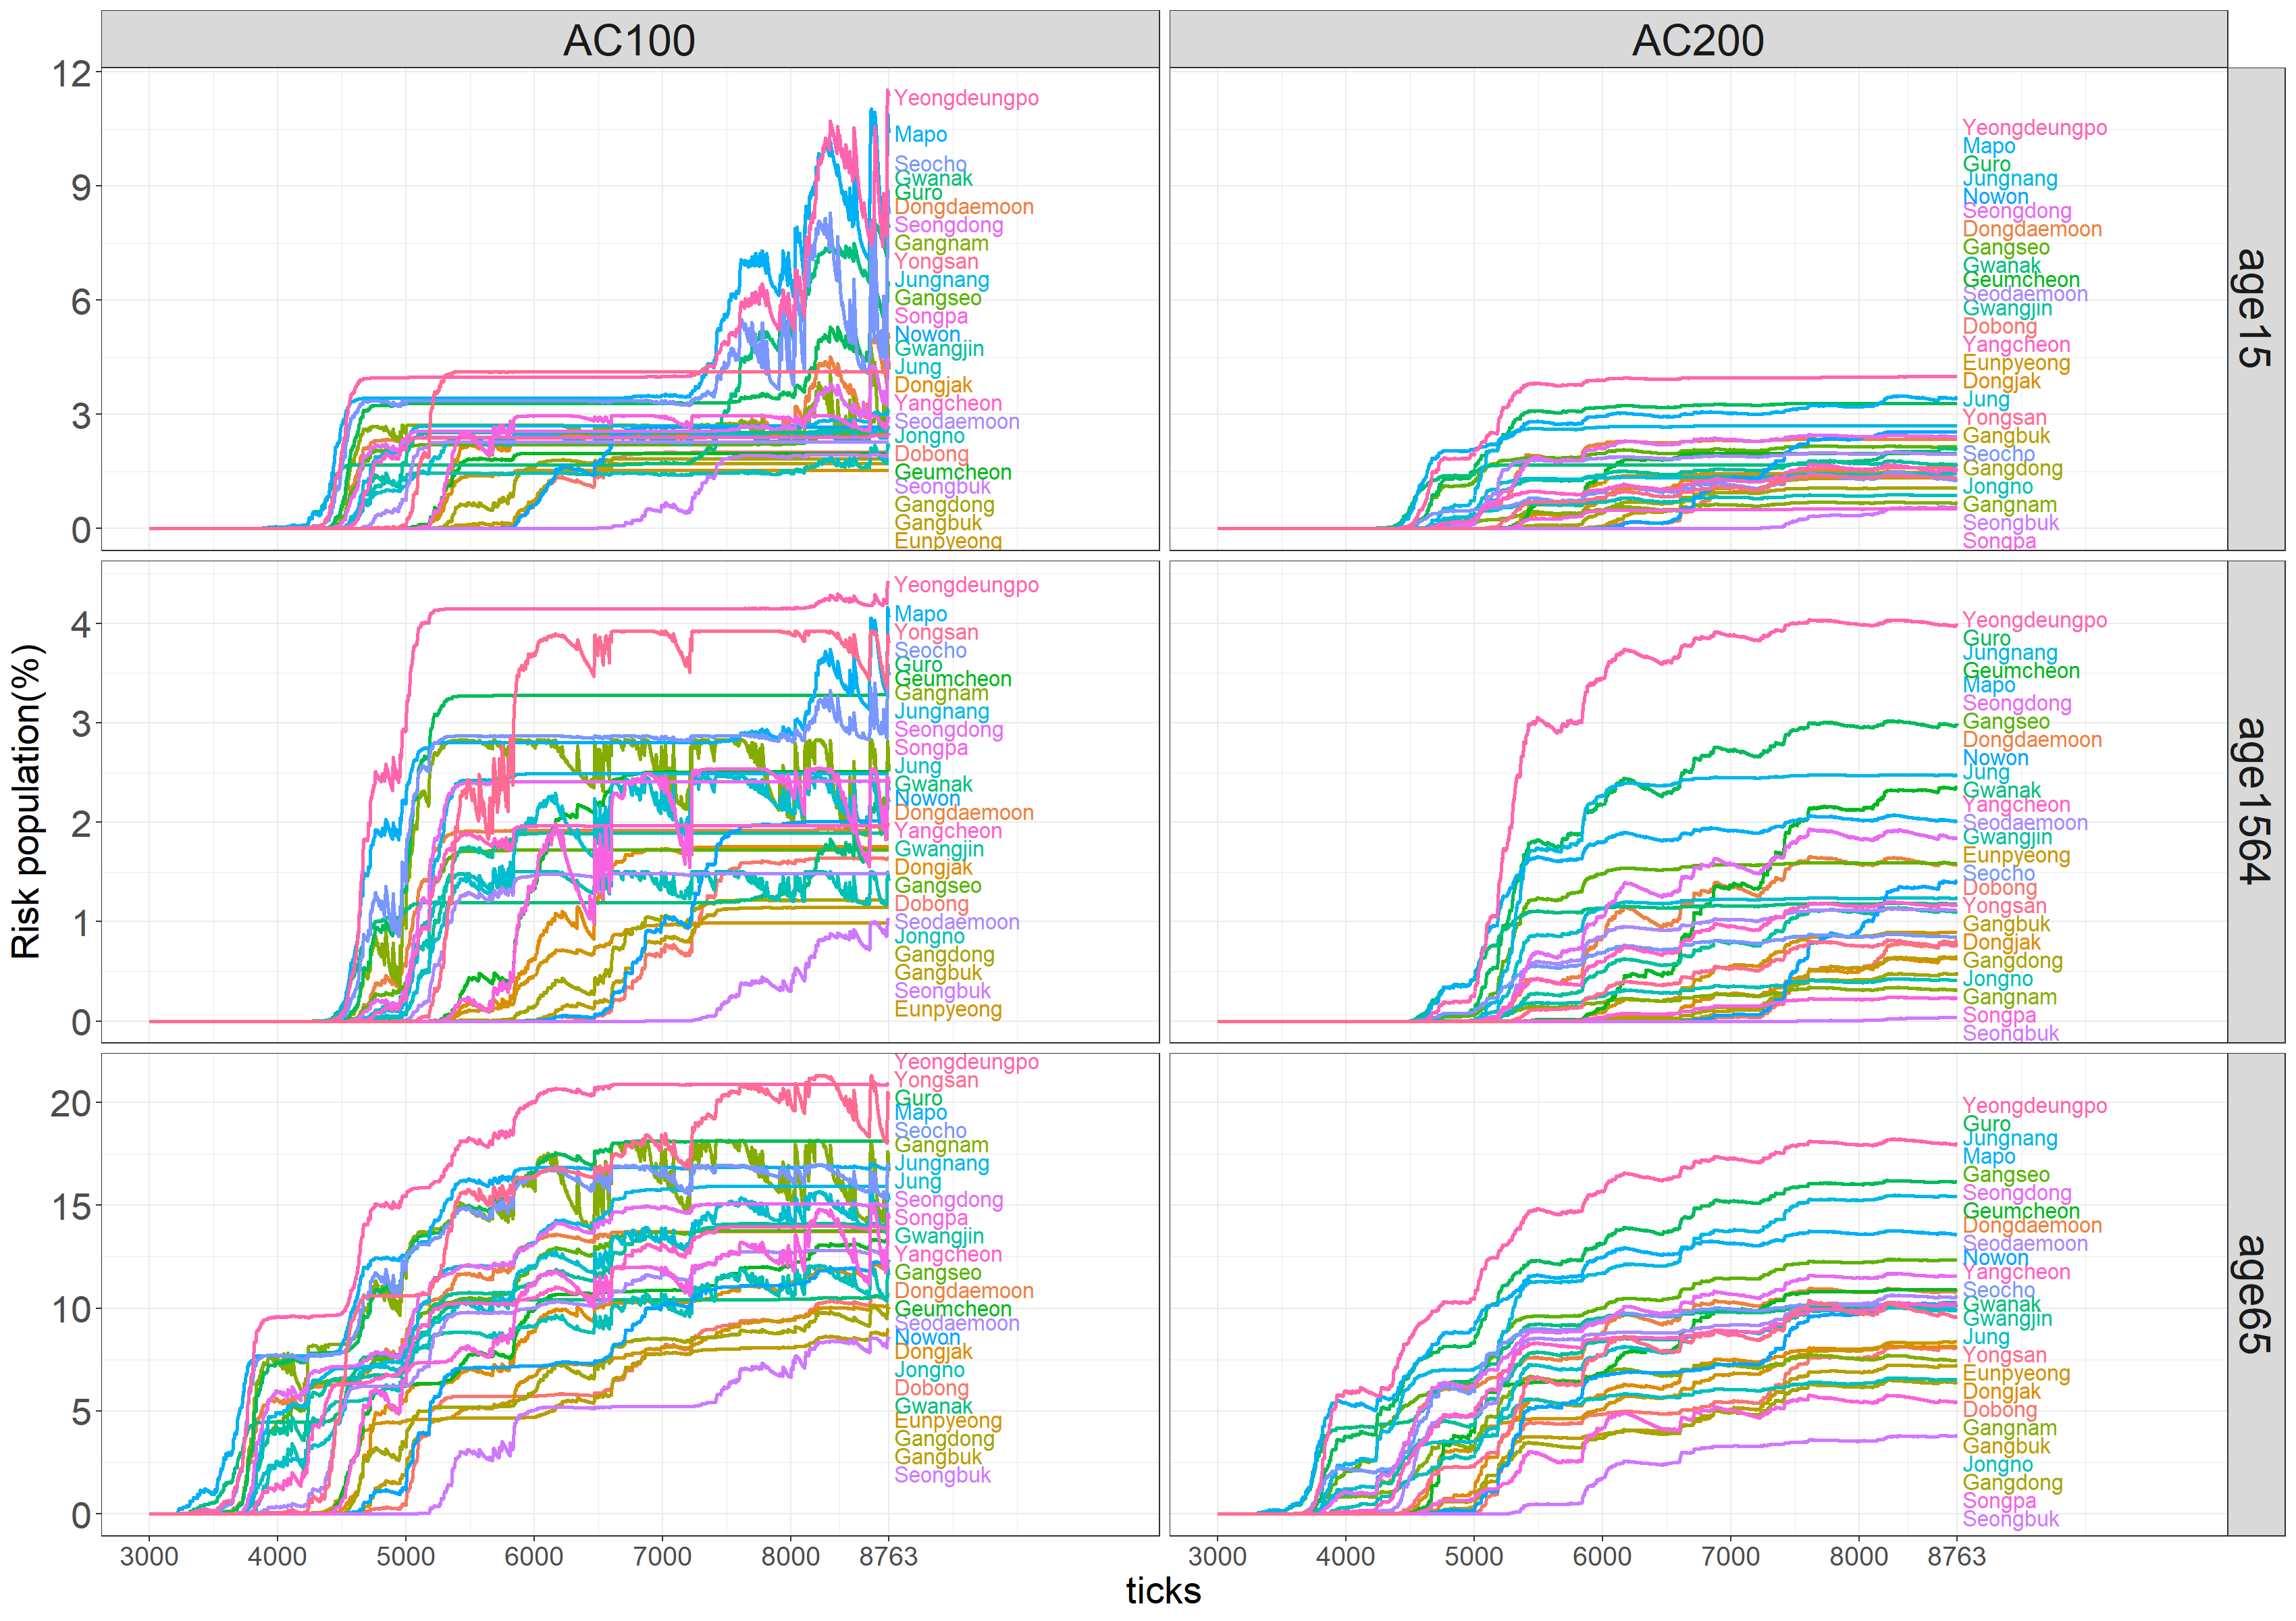 AC100
AC200
12
9
6
3
0
Yeongdeungpo
Mapo
Seocho
Gwanak
Guro
Dongdaemoon
Seongdong
Gangnam
Yongsan
Jungnang
Gangseo
Songpa
Nowon
Gwangjin
Jung
Dongjak
Yangcheon
Seodaemoon
Jongno
Dobong
Geumcheon
Seongbuk
Gangdong
Gangbuk
Eunpyeong
Yeongdeungpo
Mapo
Guro
Jungnang
Nowon
Seongdong
Dongdaemoon
Gangseo
Gwanak
Geumcheon
Seodaemoon
Gwangjin
Dobong
Yangcheon
Eunpyeong
Dongjak
Jung
Yongsan
Gangbuk
Seocho
Gangdong
Jongno
Gangnam
Seongbuk
Songpa
age15
Risk population(%)
4
3
2
1
0
Yeongdeungpo
Mapo
Yongsan
Seocho
Guro
Geumcheon
Gangnam
Jungnang
Seongdong
Songpa
Jung
Gwanak
Nowon
Dongdaemoon
Yangcheon
Gwangjin
Dongjak
Gangseo
Dobong
Seodaemoon
Jongno
Gangdong
Gangbuk
Seongbuk
Eunpyeong
Yeongdeungpo
Guro
Jungnang
Geumcheon
Mapo
Seongdong
Gangseo
Dongdaemoon
Nowon
Jung
Gwanak
Yangcheon
Seodaemoon
Gwangjin
Eunpyeong
Seocho
Dobong
Yongsan
Gangbuk
Dongjak
Gangdong
Jongno
Gangnam
Songpa
Seongbuk
age1564
20
15
10
5
0
Yeongdeungpo
Yongsan
Guro
Mapo
Seocho
Gangnam
Jungnang
Jung
Seongdong
Songpa
Gwangjin
Yangcheon
Gangseo
Dongdaemoon
Geumcheon
Seodaemoon
Nowon
Dongjak
Jongno
Dobong
Gwanak
Eunpyeong
Gangdong
Gangbuk
Seongbuk
Yeongdeungpo
Guro
Jungnang
Mapo
Gangseo
Seongdong
Geumcheon
Dongdaemoon
Seodaemoon
Nowon
Yangcheon
Seocho
Gwanak
Gwangjin
Jung
Yongsan
Eunpyeong
Dongjak
Dobong
Gangnam
Gangbuk
Jongno
Gangdong
Songpa
Seongbuk
age65
3000 4000 5000 6000 7000 8000 8763
3000 4000 5000 6000 7000 8000 8763
ticks